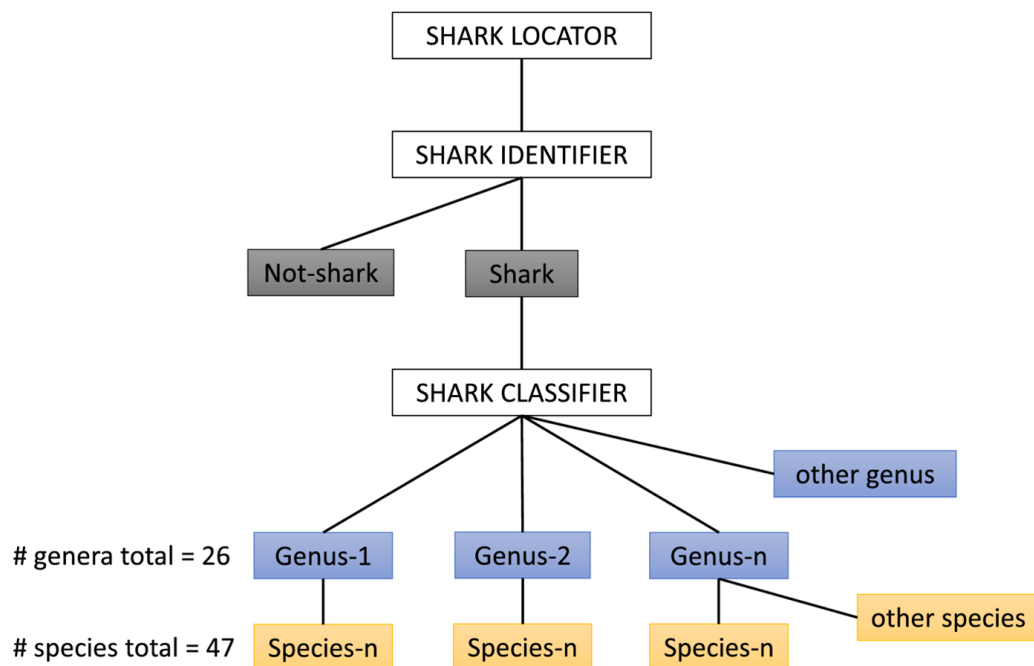 SHARK LOCATOR
SHARK IDENTIFIER
Not-shark
Shark
SHARK CLASSIFIER
other genus
# genera total = 26
Genus-1
Genus-2
Genus-n
other species
# species total = 47
Species-n
Species-n
Species-n